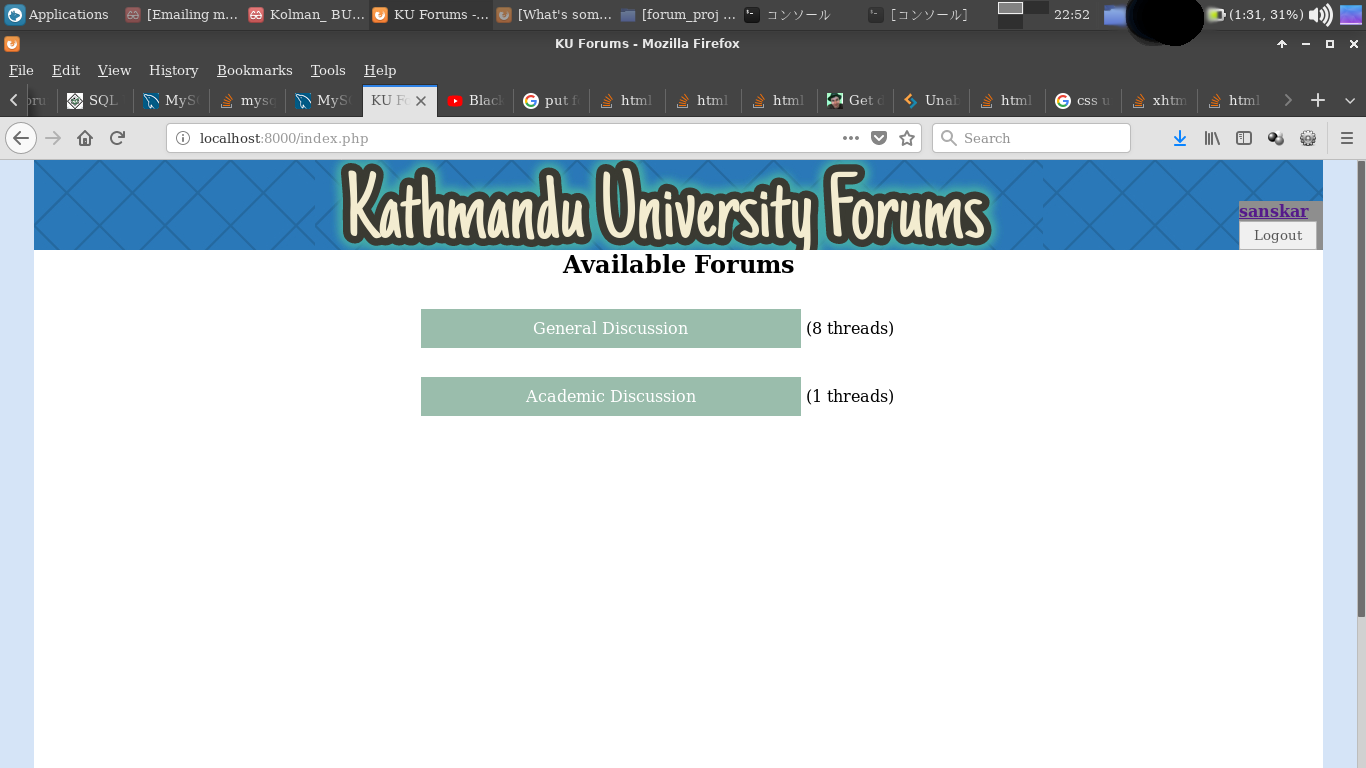 Applications [Emailing m... Kolman_ BU... KU Forums -... [What's som... [forum_proj ... コンソール [コンソール] 22:52 (1:31, 31%)
KU Forums - Mozilla Firefox
File Edit View History Bookmarks Tools Help
SQL MyS mysq MyS KU Fo Blac put f html html html Get Unab html css u xhtm html
localhost:8000/index.php Search
Kathmandu University Forums
sanskar
Logout
Available Forums
General Discussion (8 threads)
Academic Discussion (1 threads)